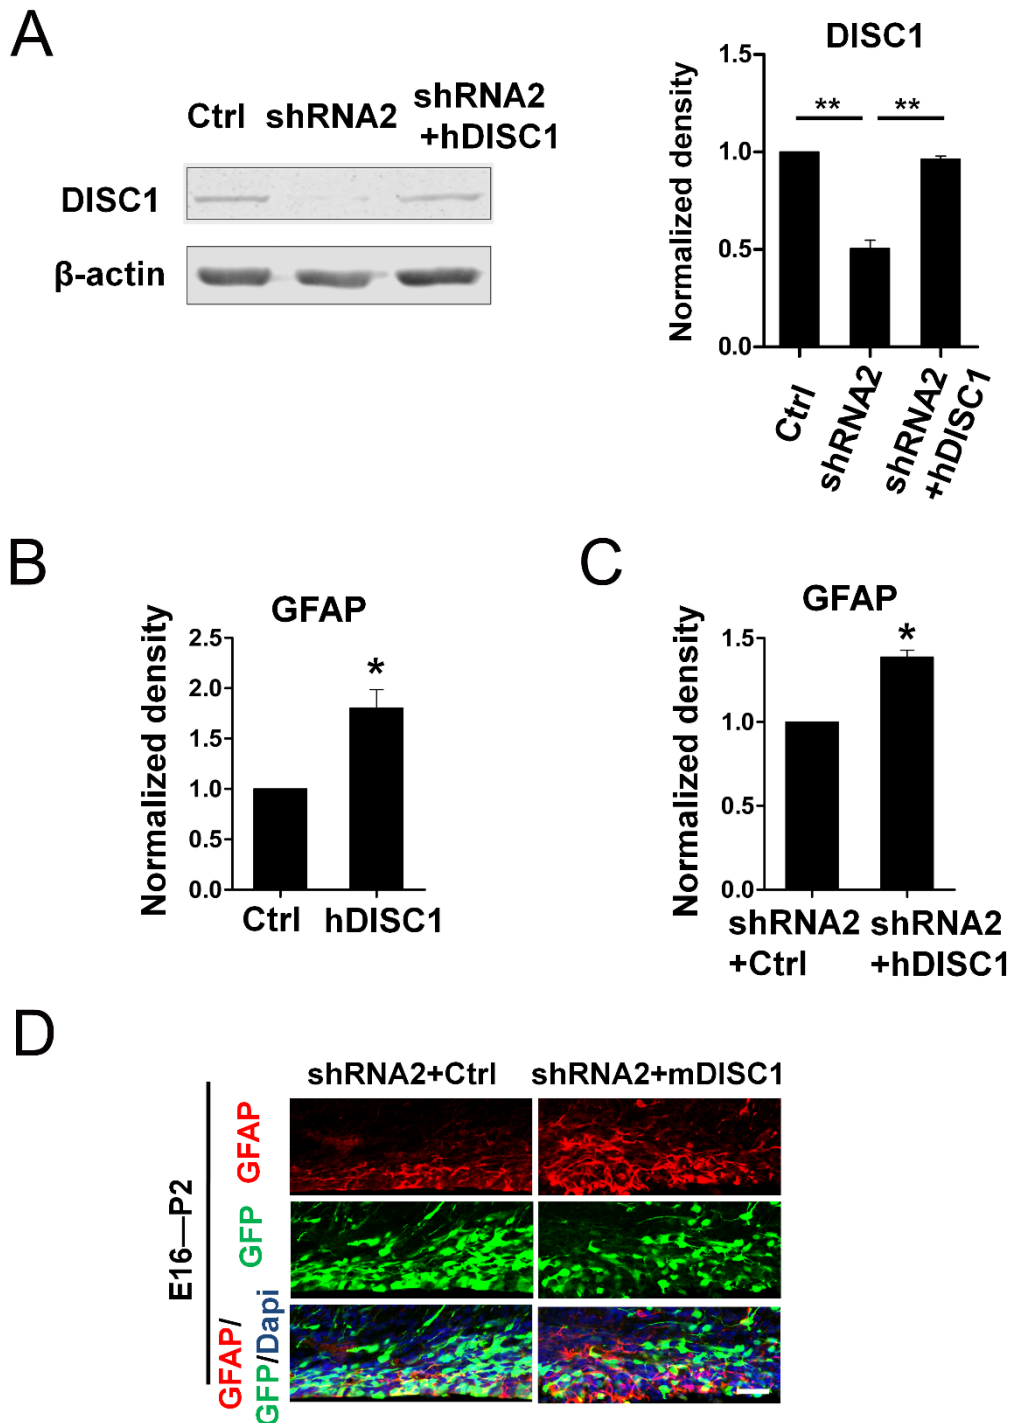 A
Ctrl shRNA2 shRNA2
+hDISC1
DISC1
β-actin
DISC1
Normalized density
1.5
1.0
0.5
0.0
** **
Ctrl
shRNA2
shRNA2
+hDISC1
B
GFAP
Normalized density
2.5
2.0
1.5
1.0
0.5
0.0
*
Ctrl hDISC1
C
GFAP
Normalized density
1.5
1.0
0.5
0.0
*
shRNA2
+Ctrl
shRNA2
+hDISC1
D
shRNA2+Ctrl shRNA2+mDISC1
E16—P2
GFAP
GFP
GFAP/
GFP/Dapi